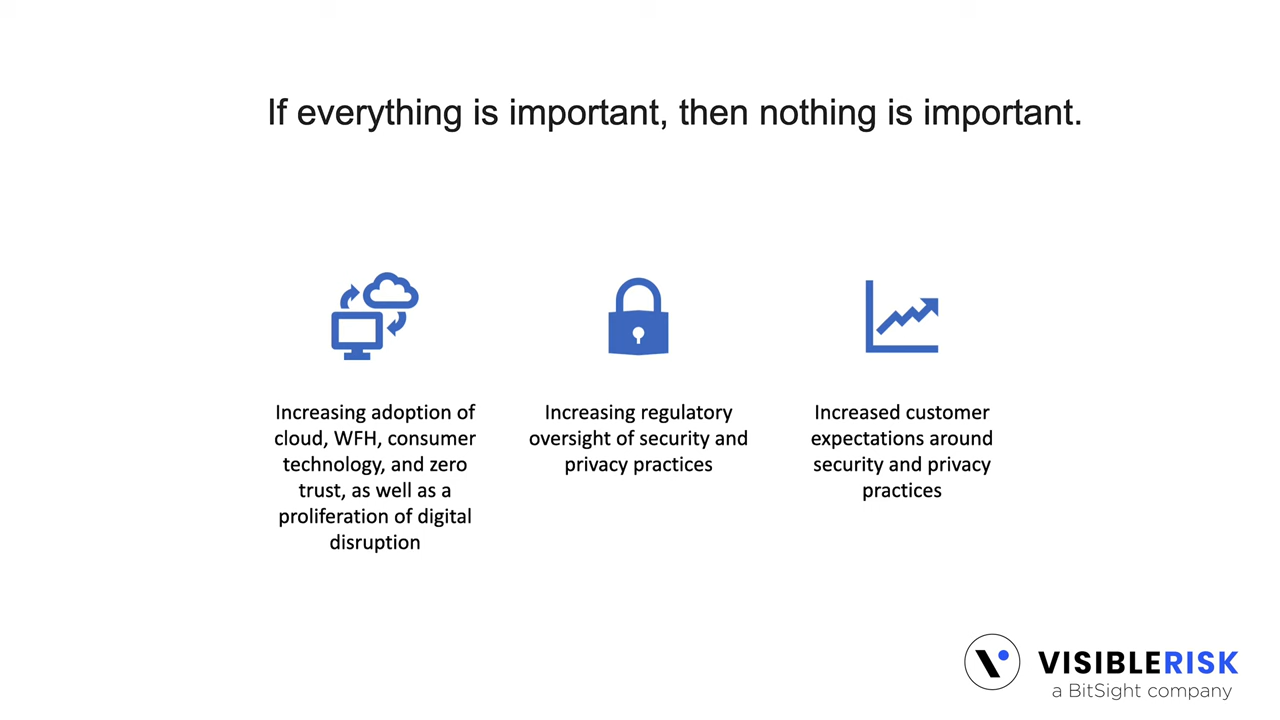 If everything is important, then nothing is important.
Increasing adoption of
cloud, WFH, consumer
technology, and zero
trust, as well as a
proliferation of digital
disruption
Increasing regulatory
oversight of security and
privacy practices
Increased customer
expectations around
security and privacy
practices
VISIBLERISK
a BitSight company